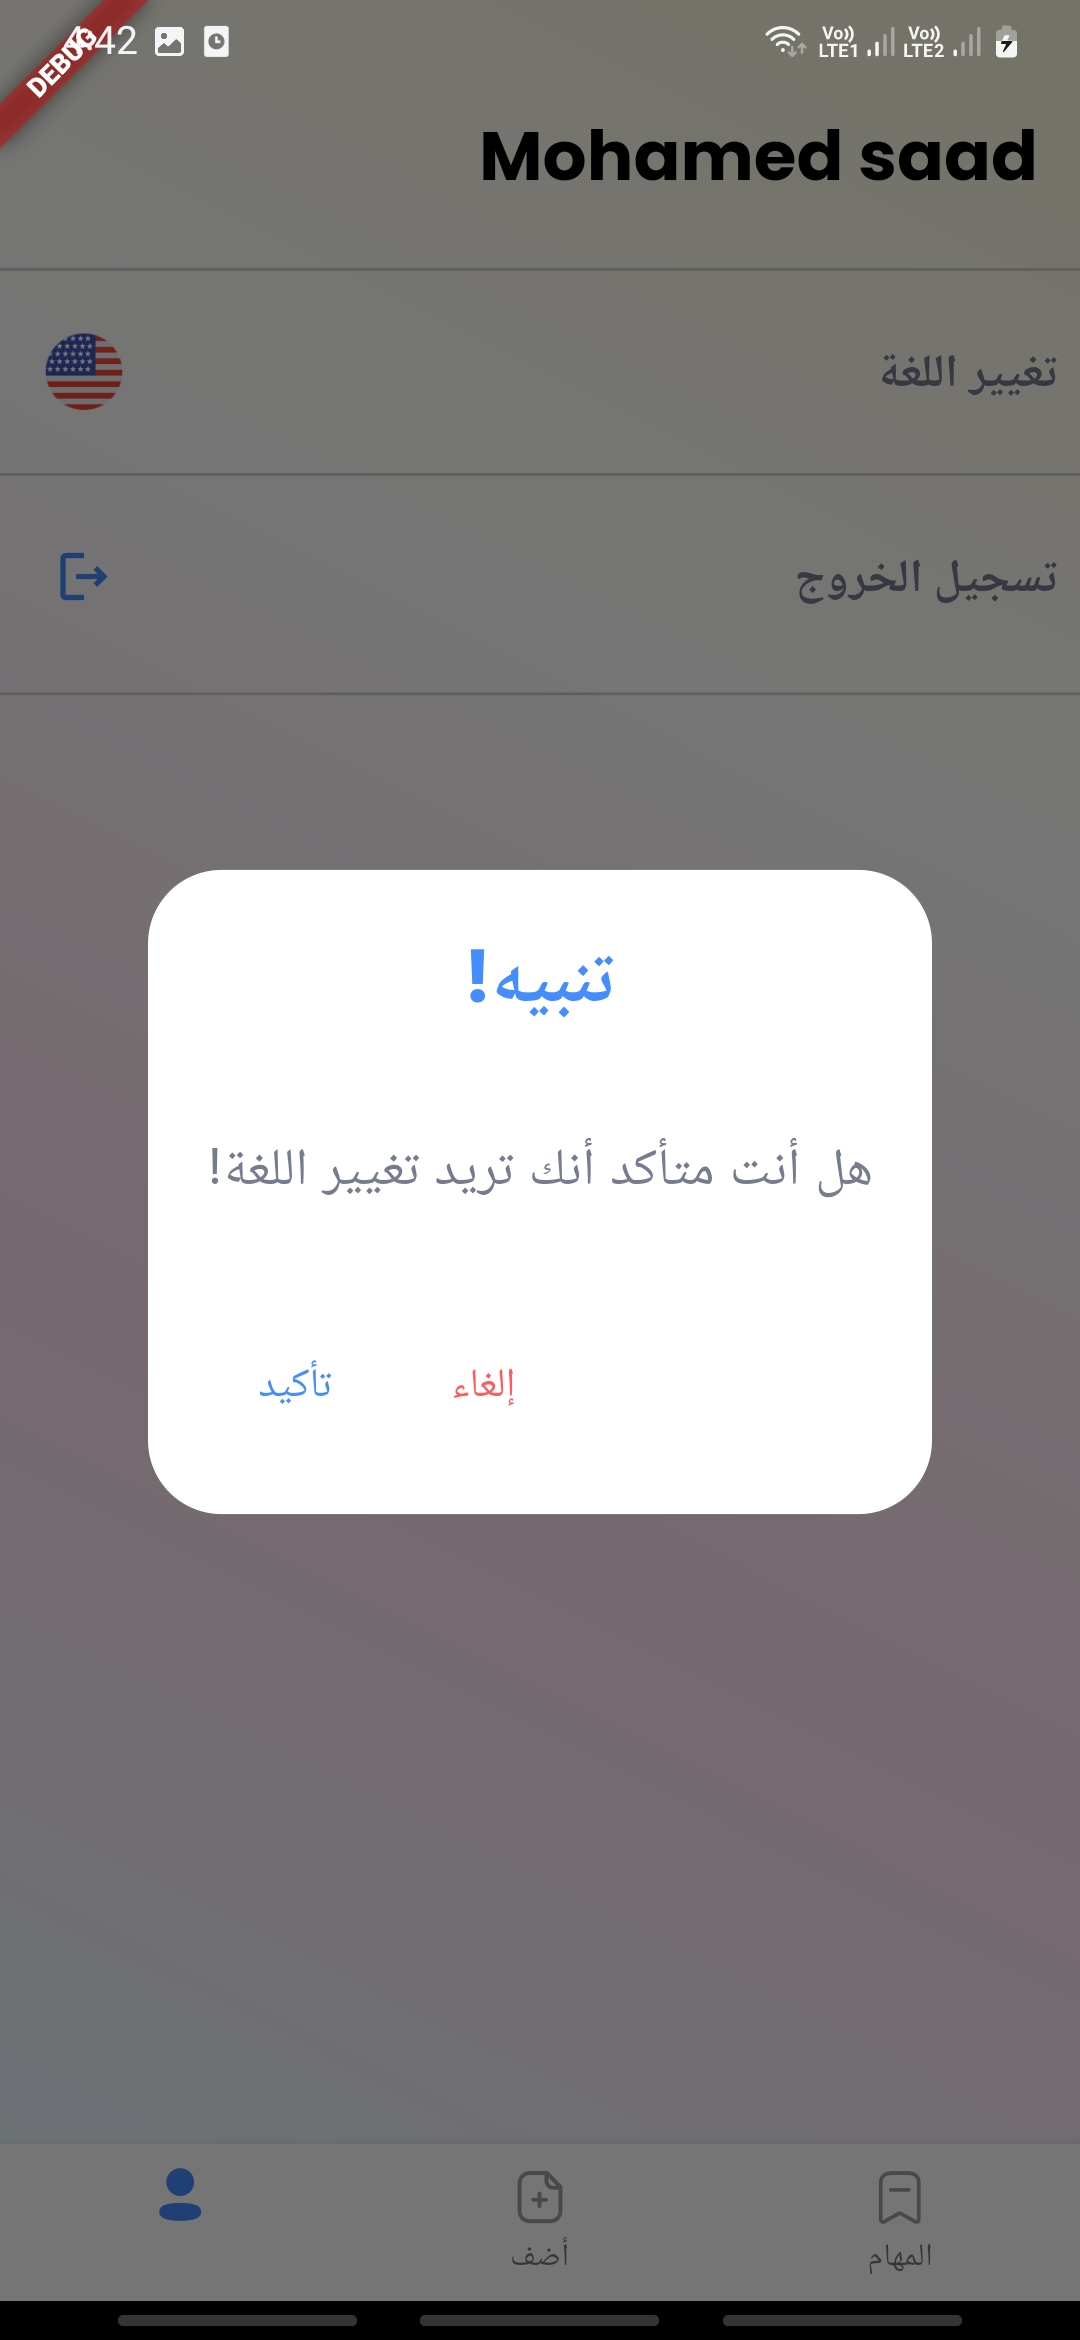 4:42
Vo)) LTE1 Vo)) LTE2
DEBUG
Mohamed saad
تغيير اللغة
تسجيل الخروج
تنبيه!
هل أنت متأكد أنك تريد تغيير اللغة!
إلغاء تأكيد
المهام أضف